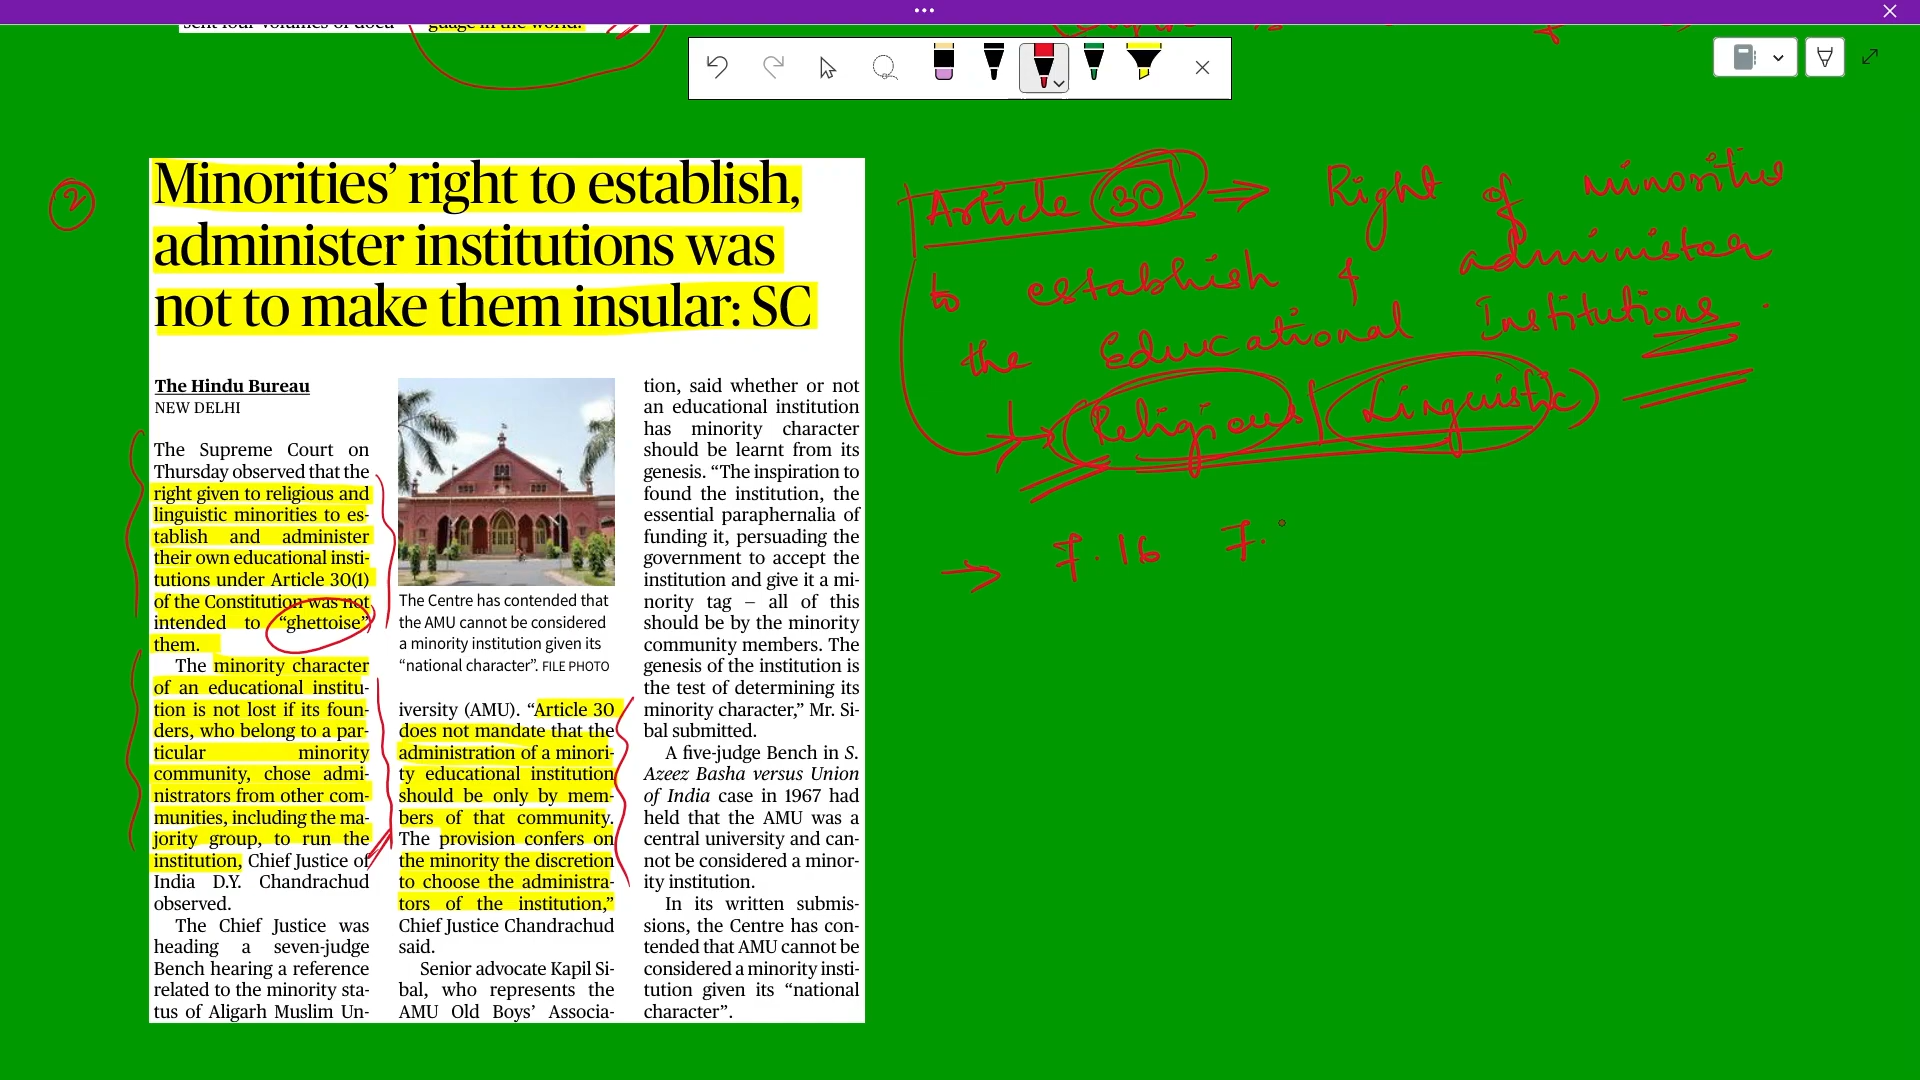 sent four volumes of docu
guage in the world.
2
Minorities’ right to establish,
administer institutions was
not to make them insular: SC
The Hindu Bureau
NEW DELHI
The Supreme Court on
Thursday observed that the
right given to religious and
linguistic minorities to es-
tablish and administer
their own educational insti-
tutions under Article 30(1)
of the Constitution was not
intended to “ghettoise”
them.
The minority character
of an educational institu-
tion is not lost if its foun-
ders, who belong to a par-
ticular minority
community, chose admi-
nistrators from other com-
munities, including the ma-
jority group, to run the
institution, Chief Justice of
India D.Y. Chandrachud
observed.
The Chief Justice was
heading a seven-judge
Bench hearing a reference
related to the minority sta-
tus of Aligarh Muslim Un-
The Centre has contended that
the AMU cannot be considered
a minority institution given its
“national character”. FILE PHOTO
iversity (AMU). “Article 30
does not mandate that the
administration of a minori-
ty educational institution
should be only by mem-
bers of that community.
The provision confers on
the minority the discretion
to choose the administra-
tors of the institution,”
Chief Justice Chandrachud
said.
Senior advocate Kapil Si-
bal, who represents the
AMU Old Boys’ Associa-
tion, said whether or not
an educational institution
has minority character
should be learnt from its
genesis. “The inspiration to
found the institution, the
essential paraphernalia of
funding it, persuading the
government to accept the
institution and give it a mi-
nority tag – all of this
should be by the minority
community members. The
genesis of the institution is
the test of determining its
minority character,” Mr. Si-
bal submitted.
A five-judge Bench in S.
Azeez Basha versus Union
of India case in 1967 had
held that the AMU was a
central university and can-
not be considered a minor-
ity institution.
In its written submis-
sions, the Centre has con-
tended that AMU cannot be
considered a minority insti-
tution given its “national
character”.
Article 30 ⇒ Right of minorities
to establish & administer
the Educational Institutions.
Religious / Linguistic)
→ 7.16 7.